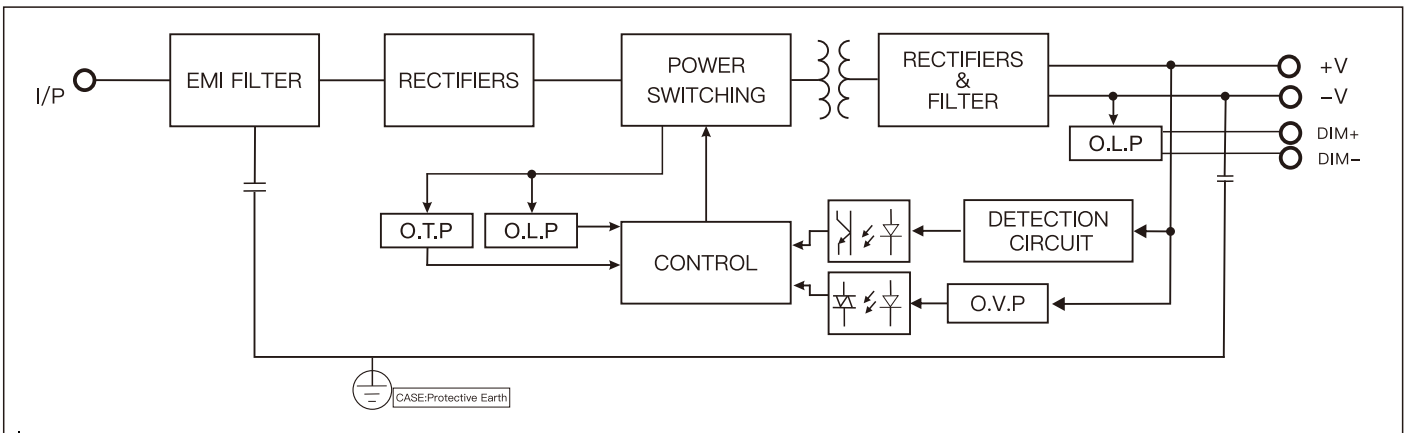 I/P
EMI FILTER
RECTIFIERS
POWER
SWITCHING
RECTIFIERS
&
FILTER
+V
−V
O.L.P
DIM+
DIM−
O.T.P
O.L.P
CONTROL
DETECTION
CIRCUIT
O.V.P
CASE:Protective Earth